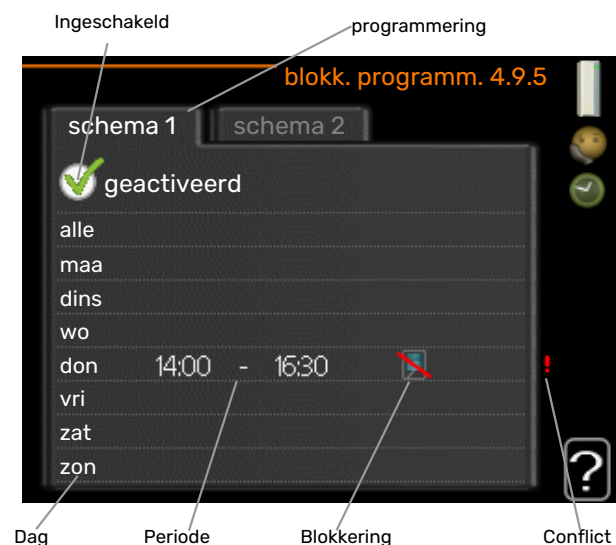 Ingeschakeld
programmering
blokk. programm. 4.9.5
schema 1
schema 2
geactiveerd
alle
maa
dins
wo
don 14:00 - 16:30 !
vri
zat
zon
?
Dag
Periode
Blokkering
Conflict